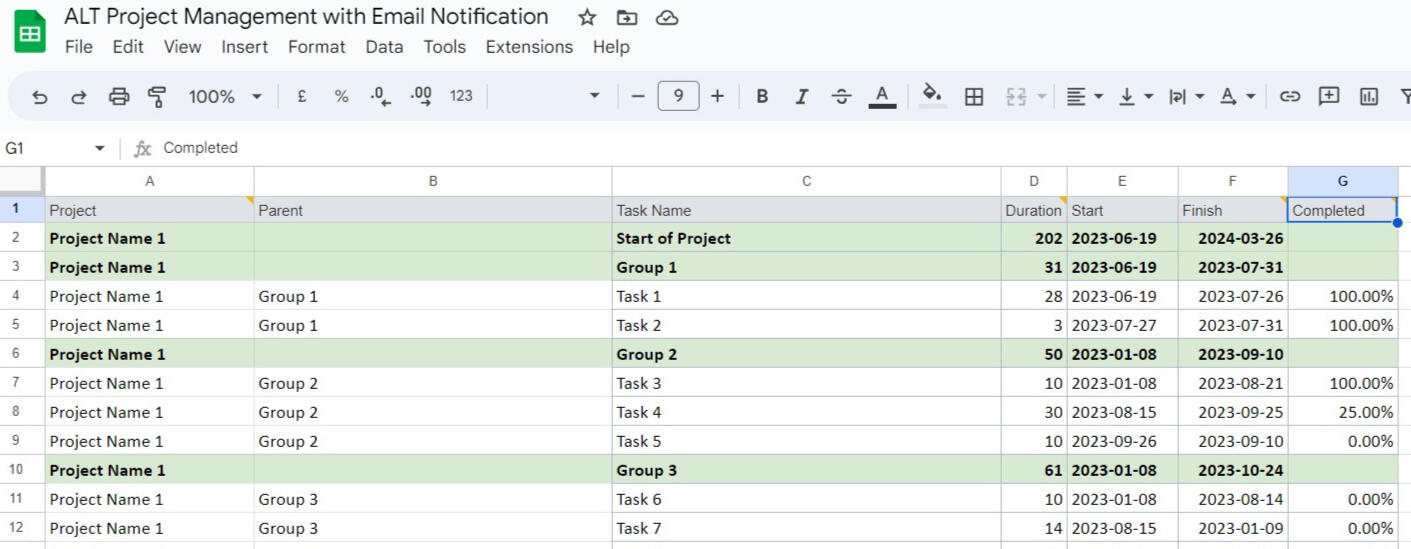 ALT Project Management with Email Notification
File Edit View Insert Format Data Tools Extensions Help
100% £ % .0 .00 123 9 B I A A
G1 fx Completed
A B C D E F G
1 Project Parent Task Name Duration Start Finish Completed
2 Project Name 1 Start of Project 202 2023-06-19 2024-03-26
3 Project Name 1 Group 1 31 2023-06-19 2023-07-31
4 Project Name 1 Group 1 Task 1 28 2023-06-19 2023-07-26 100.00%
5 Project Name 1 Group 1 Task 2 3 2023-07-27 2023-07-31 100.00%
6 Project Name 1 Group 2 50 2023-01-08 2023-09-10
7 Project Name 1 Group 2 Task 3 10 2023-01-08 2023-08-21 100.00%
8 Project Name 1 Group 2 Task 4 30 2023-08-15 2023-09-25 25.00%
9 Project Name 1 Group 2 Task 5 10 2023-09-26 2023-09-10 0.00%
10 Project Name 1 Group 3 61 2023-01-08 2023-10-24
11 Project Name 1 Group 3 Task 6 10 2023-01-08 2023-08-14 0.00%
12 Project Name 1 Group 3 Task 7 14 2023-08-15 2023-01-09 0.00%